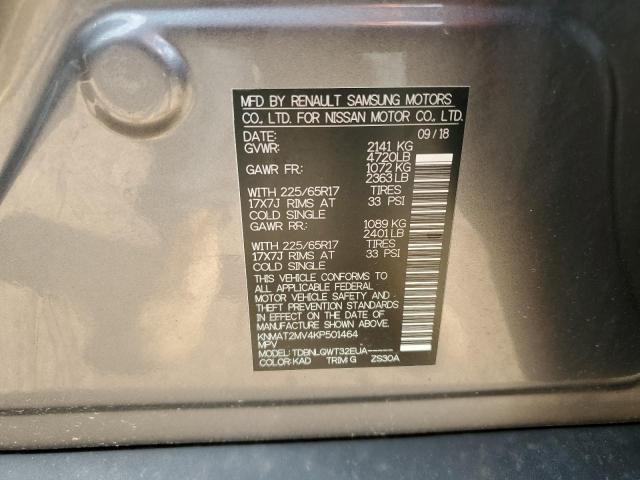 MFD BY RENAULT SAMSUNG MOTORS
CO., LTD. FOR NISSAN MOTOR CO., LTD.
DATE: 09/18
GVWR: 2141 KG
4720LB
GAWR FR: 1072 KG
2363LB
WITH 225/65R17 TIRES
17X7J RIMS AT 33 PSI
COLD SINGLE
GAWR RR: 1089 KG
2401LB
WITH 225/65R17 TIRES
17X7J RIMS AT 33 PSI
COLD SINGLE
THIS VEHICLE CONFORMS TO
ALL APPLICABLE FEDERAL
MOTOR VEHICLE SAFETY AND
THEFT PREVENTION STANDARDS
IN EFFECT ON THE DATE OF
MANUFACTURE SHOWN ABOVE.
KNMAT2MV4KP501464
MPV
MODEL: TDBNLQWT32EUA-----
COLOR: KAD TRIM: G ZS30A